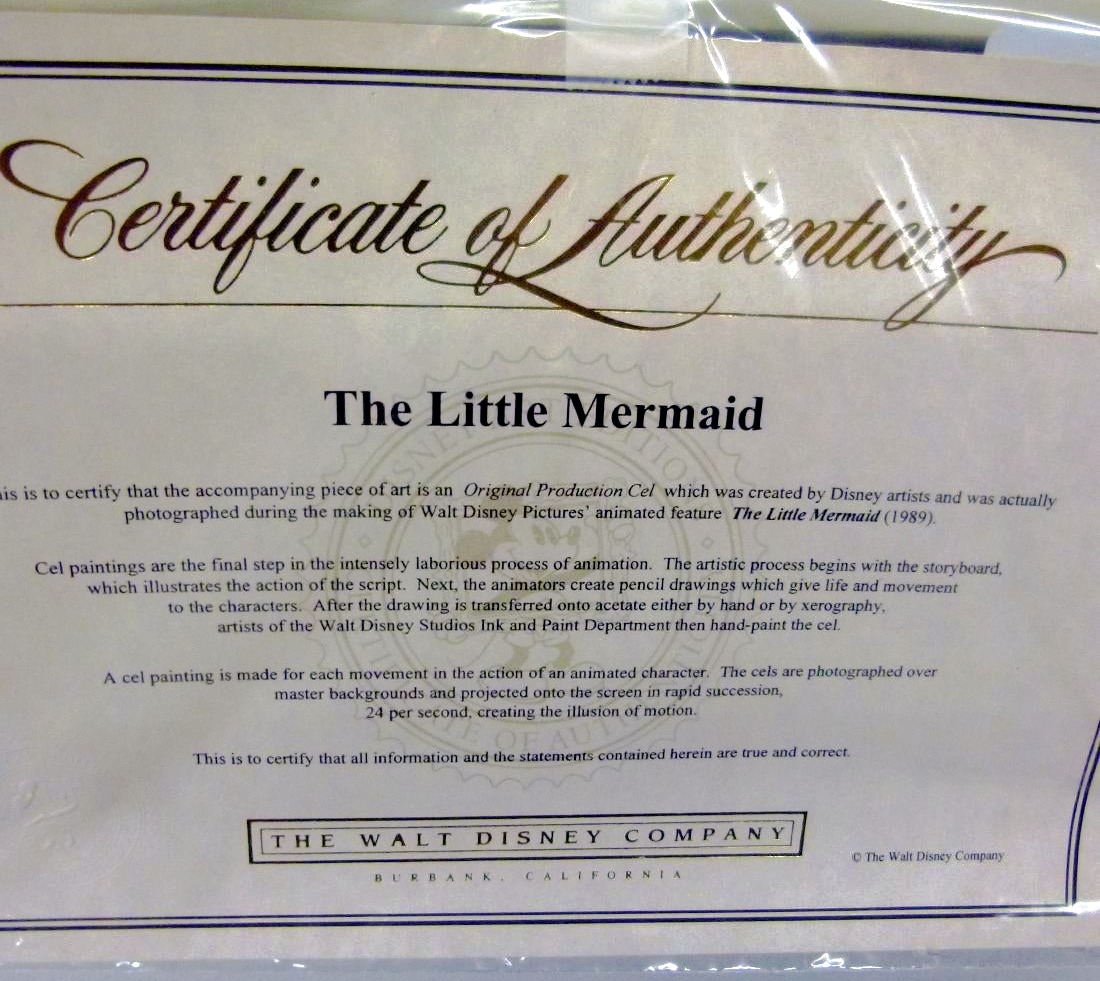 Certificate of Authenticity
The Little Mermaid
is is to certify that the accompanying piece of art is an Original Production Cel which was created by Disney artists and was actually
photographed during the making of Walt Disney Pictures' animated feature The Little Mermaid (1989).
Cel paintings are the final step in the intensely laborious process of animation. The artistic process begins with the storyboard,
which illustrates the action of the script. Next, the animators create pencil drawings which give life and movement
to the characters. After the drawing is transferred onto acetate either by hand or by xerography,
artists of the Walt Disney Studios Ink and Paint Department then hand-paint the cel.
A cel painting is made for each movement in the action of an animated character. The cels are photographed over
master backgrounds and projected onto the screen in rapid succession,
24 per second, creating the illusion of motion.
This is to certify that all information and the statements contained herein are true and correct.
THE WALT DISNEY COMPANY
© The Walt Disney Company
BURBANK, CALIFORNIA